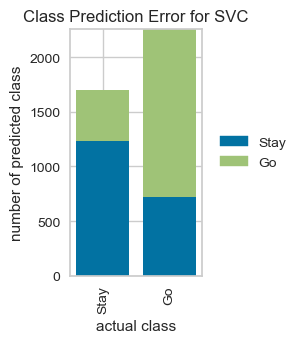 Class Prediction Error for SVC
number of predicted class
2000
1500
1000
500
0
Stay
Go
actual class
Stay
Go